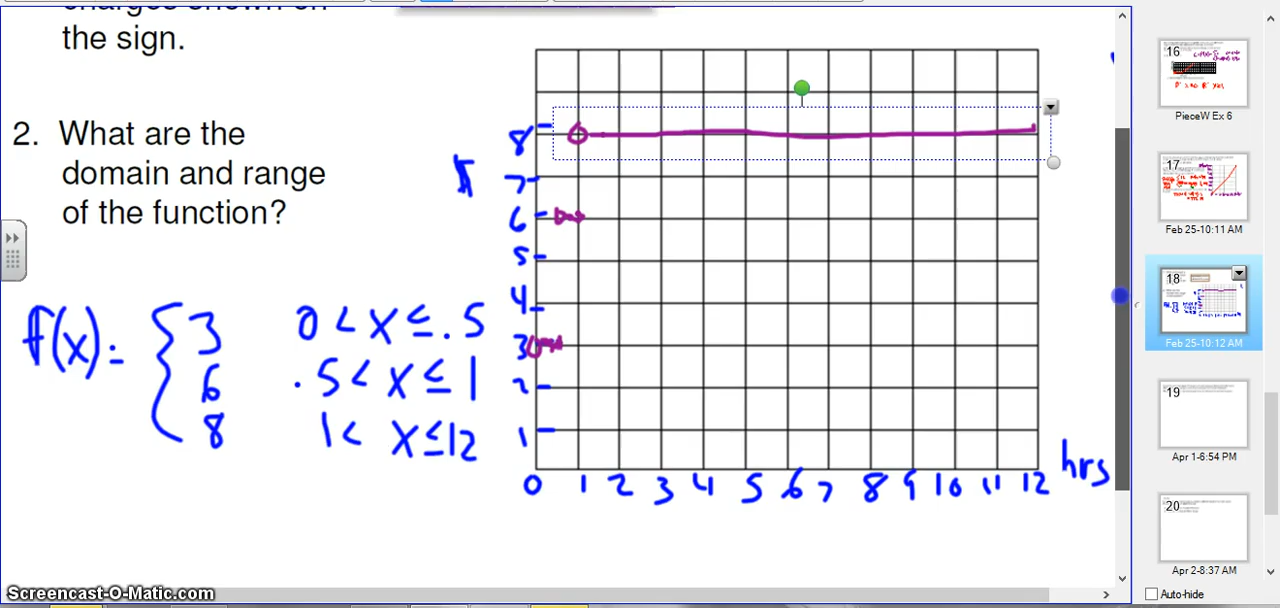 the sign.
2. What are the
domain and range
of the function?
f(x)= { 3 0 < x ≤ .5
6 .5 < x ≤ 1
8 1 < x ≤ 12
$
8
7
6
5
4
3
2
1
0 1 2 3 4 5 6 7 8 9 10 11 12 hrs
16
PieceW Ex 6
17
Feb 25-10:11 AM
18
Feb 25-10:12 AM
19
Apr 1-6:54 PM
20
Apr 2-8:37 AM
Auto-hide
Screencast-O-Matic.com